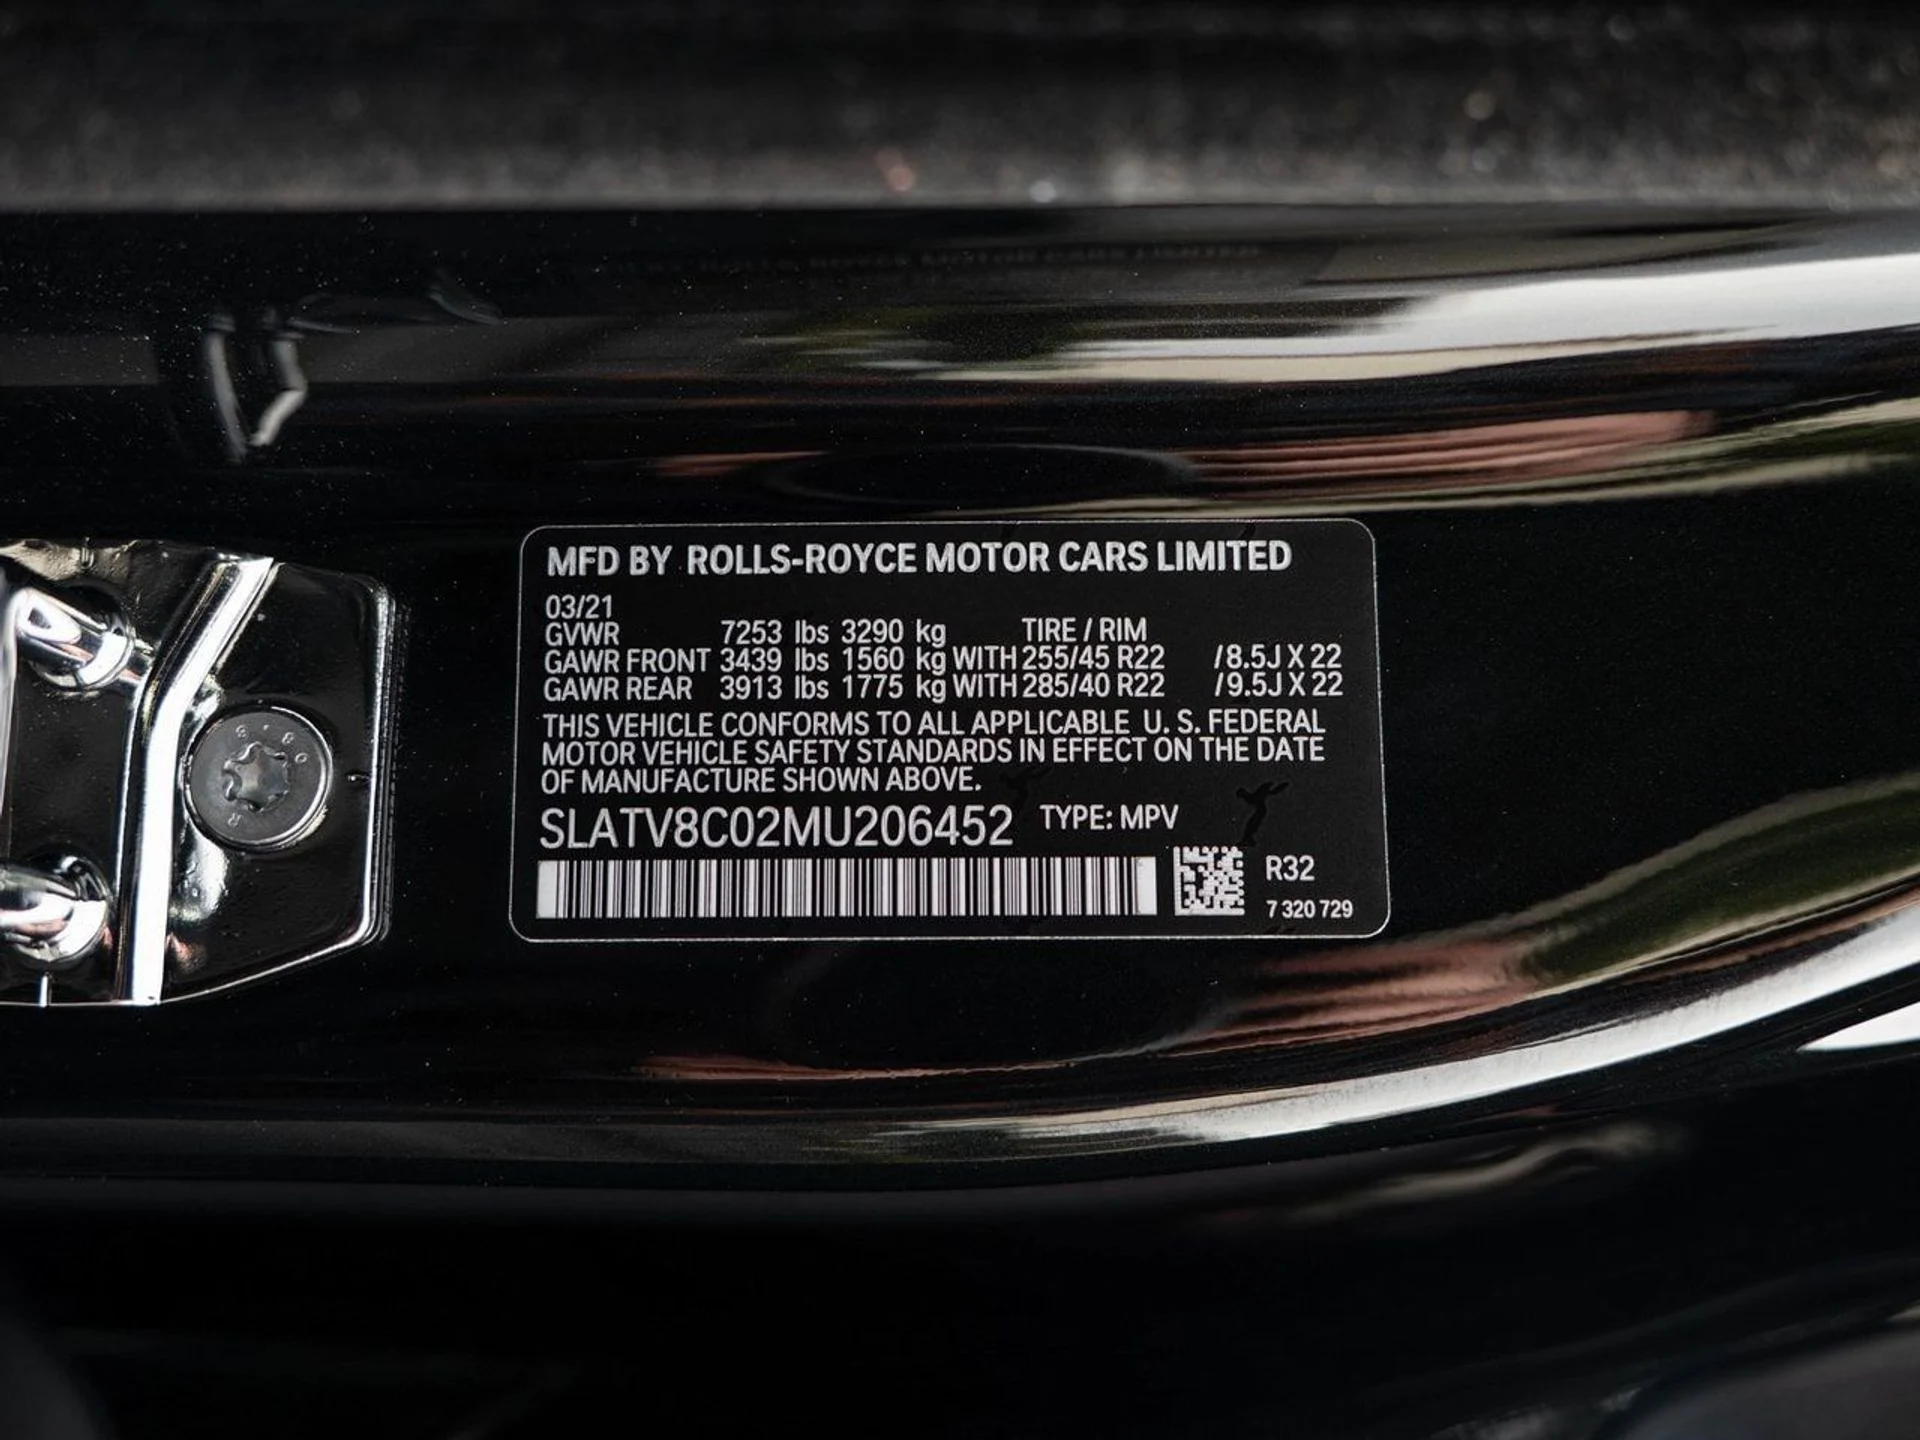 MFD BY ROLLS-ROYCE MOTOR CARS LIMITED
03/21
GVWR 7253 lbs 3290 kg TIRE / RIM
GAWR FRONT 3439 lbs 1560 kg WITH 255/45 R22 /8.5J X 22
GAWR REAR 3913 lbs 1775 kg WITH 285/40 R22 /9.5J X 22
THIS VEHICLE CONFORMS TO ALL APPLICABLE U. S. FEDERAL
MOTOR VEHICLE SAFETY STANDARDS IN EFFECT ON THE DATE
OF MANUFACTURE SHOWN ABOVE.
SLATV8C02MU206452 TYPE: MPV
R32
7 320 729